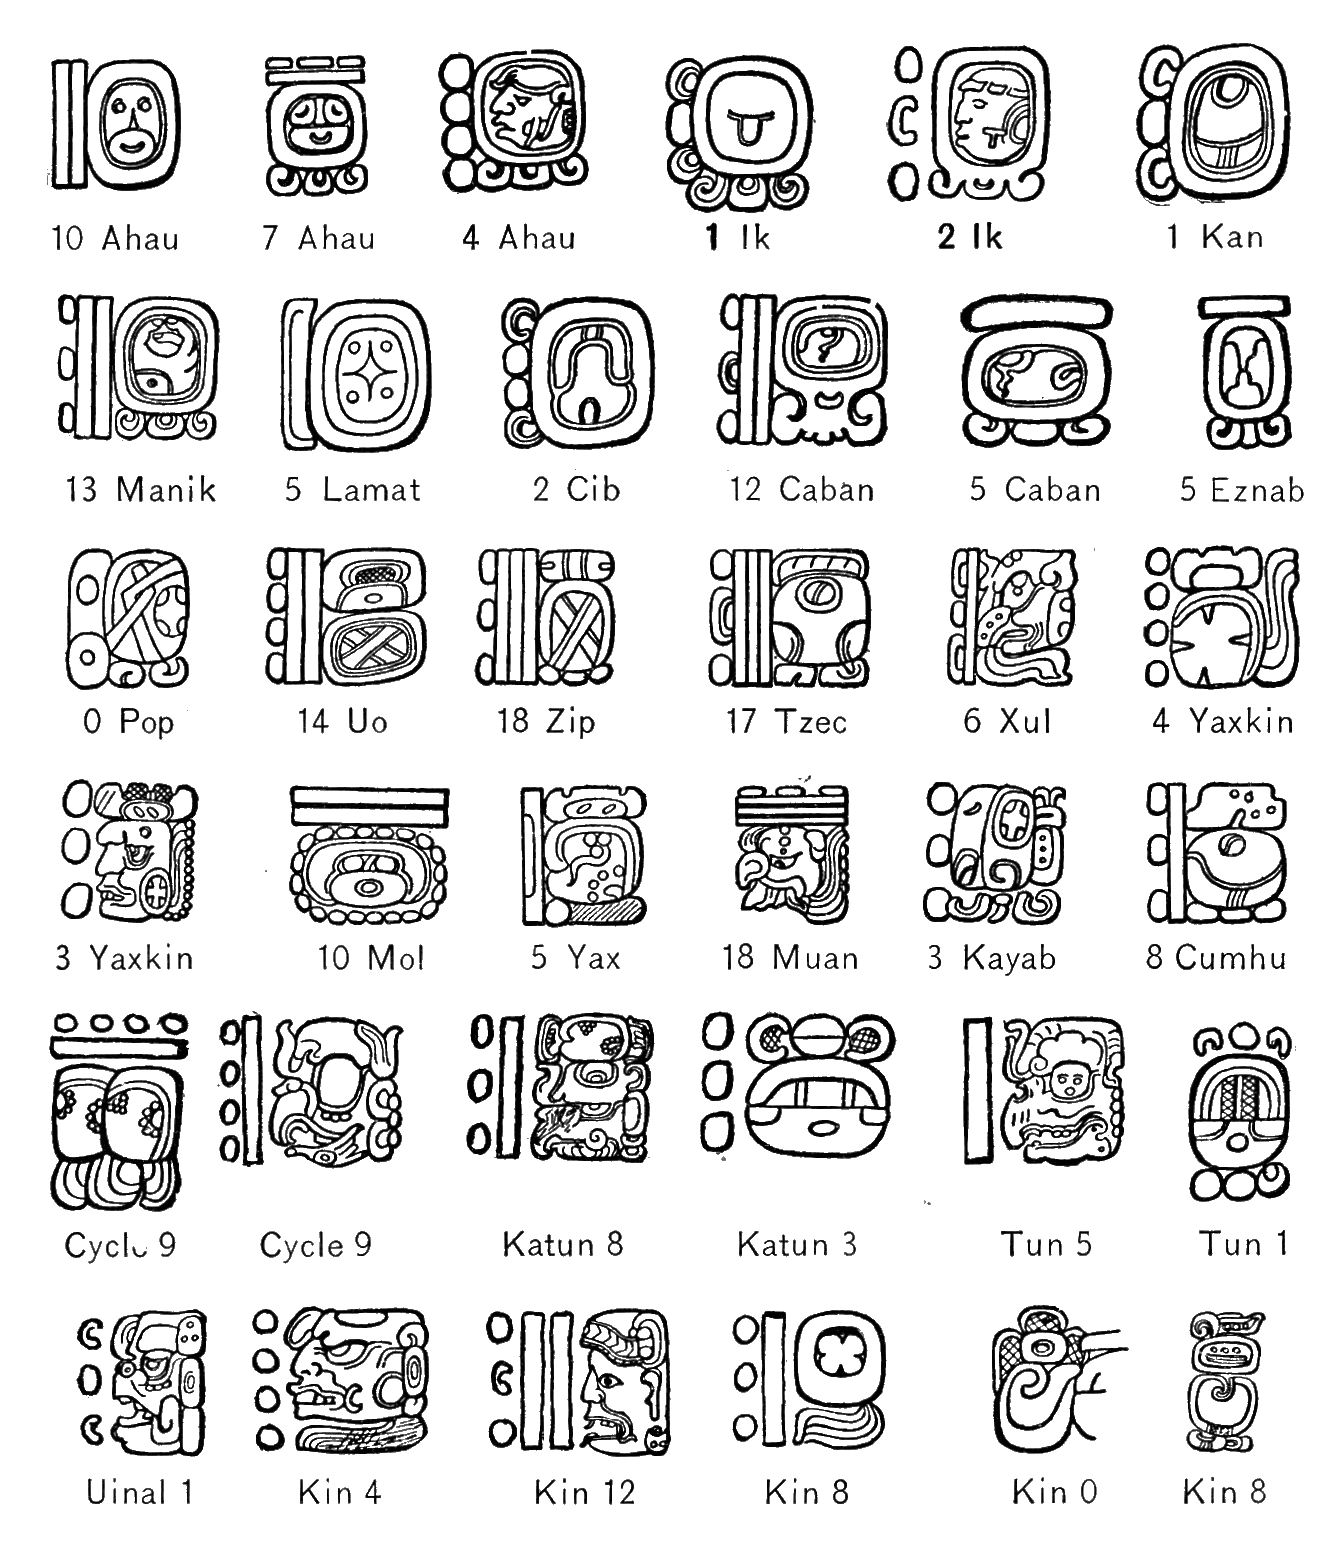 10 Ahau 7 Ahau 4 Ahau 1 Ik 2 Ik 1 Kan
13 Manik 5 Lamat 2 Cib 12 Caban 5 Caban 5 Eznab
0 Pop 14 Uo 18 Zip 17 Tzec 6 Xul 4 Yaxkin
3 Yaxkin 10 Mol 5 Yax 18 Muan 3 Kayab 8 Cumhu
Cycle 9 Cycle 9 Katun 8 Katun 3 Tun 5 Tun 1
Uinal 1 Kin 4 Kin 12 Kin 8 Kin 0 Kin 8